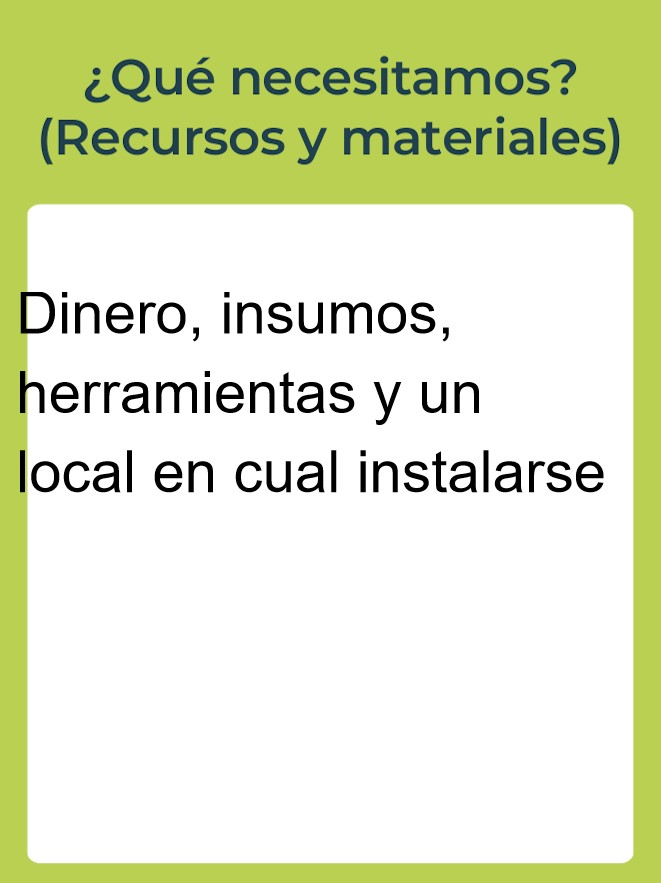 ¿Qué necesitamos?
(Recursos y materiales)
Dinero, insumos,
herramientas y un
local en cual instalarse